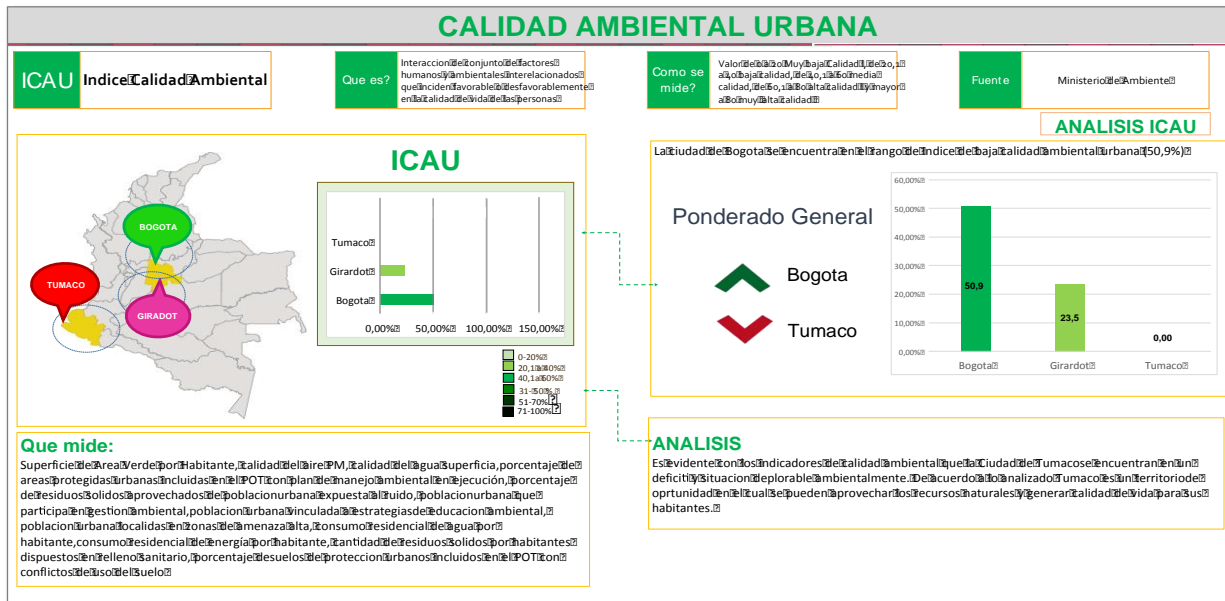 CALIDAD AMBIENTAL URBANA
ICAU
Indice Calidad Ambiental
Que es?
Interaccion de conjunto de factores
humanos y ambientales interelacionados
que inciden favorable o desfavorablemente
en la calidad de vida de las personas
Como se
mide?
Valor de 0 a 20 Muy baja Calidad, de 20,1
a 40 baja calidad, de 40,1 a 60 media
calidad, de 60,1 a 80 alta calidad y mayor
a 80 muy alta calidad
Fuente
Ministerio de Ambiente
ANALISIS ICAU
ICAU
BOGOTA
TUMACO
GIRADOT
Tumaco
Girardot
Bogota
0,00%
50,00%
100,00%
150,00%
0-20%
20,1 a 40%
40,1a 60%
31- 50%
51-70%
71-100%
La ciudad de Bogota se encuentra en el rango de Indice de baja calidad ambiental urbana (50,9%)
Ponderado General
Bogota
Tumaco
60,00%
50,00%
40,00%
30,00%
20,00%
10,00%
0,00%
50,9
23,5
0,00
Bogota
Girardot
Tumaco
Que mide:
Superficie de Area Verde por Habitante, calidad del aire PM, calidad del agua superficia, porcentaje de
areas protegidas urbanas incluidas en el POT con plan de manejo ambiental en ejecución, porcentaje
de residuos solidos aprovechados de poblacion urbana expuesta al ruido, poblacion urbana que
participa en gestion ambiental, poblacion urbana vinculada a estrategias de educacion ambiental,
poblacion urbana localidas en zonas de amenaza alta, consumo residencial de agua por
habitante, consumo residencial de energía por habitante, cantidad de residuos solidos por habitantes
dispuestos en relleno sanitario, porcentaje de suelos de proteccion urbanos incluidos en el POT con
conflictos de uso del suelo
ANALISIS
Es evidente con los indicadores de calidad ambiental que la Ciudad de Tumaco se encuentran en un
deficit y situacion deplorable ambientalmente. De acuerdo a lo analizado Tumaco es un territorio de
oprtunidad en el cual se pueden aprovechar los recursos naturales y generar calidad de vida para sus
habitantes.